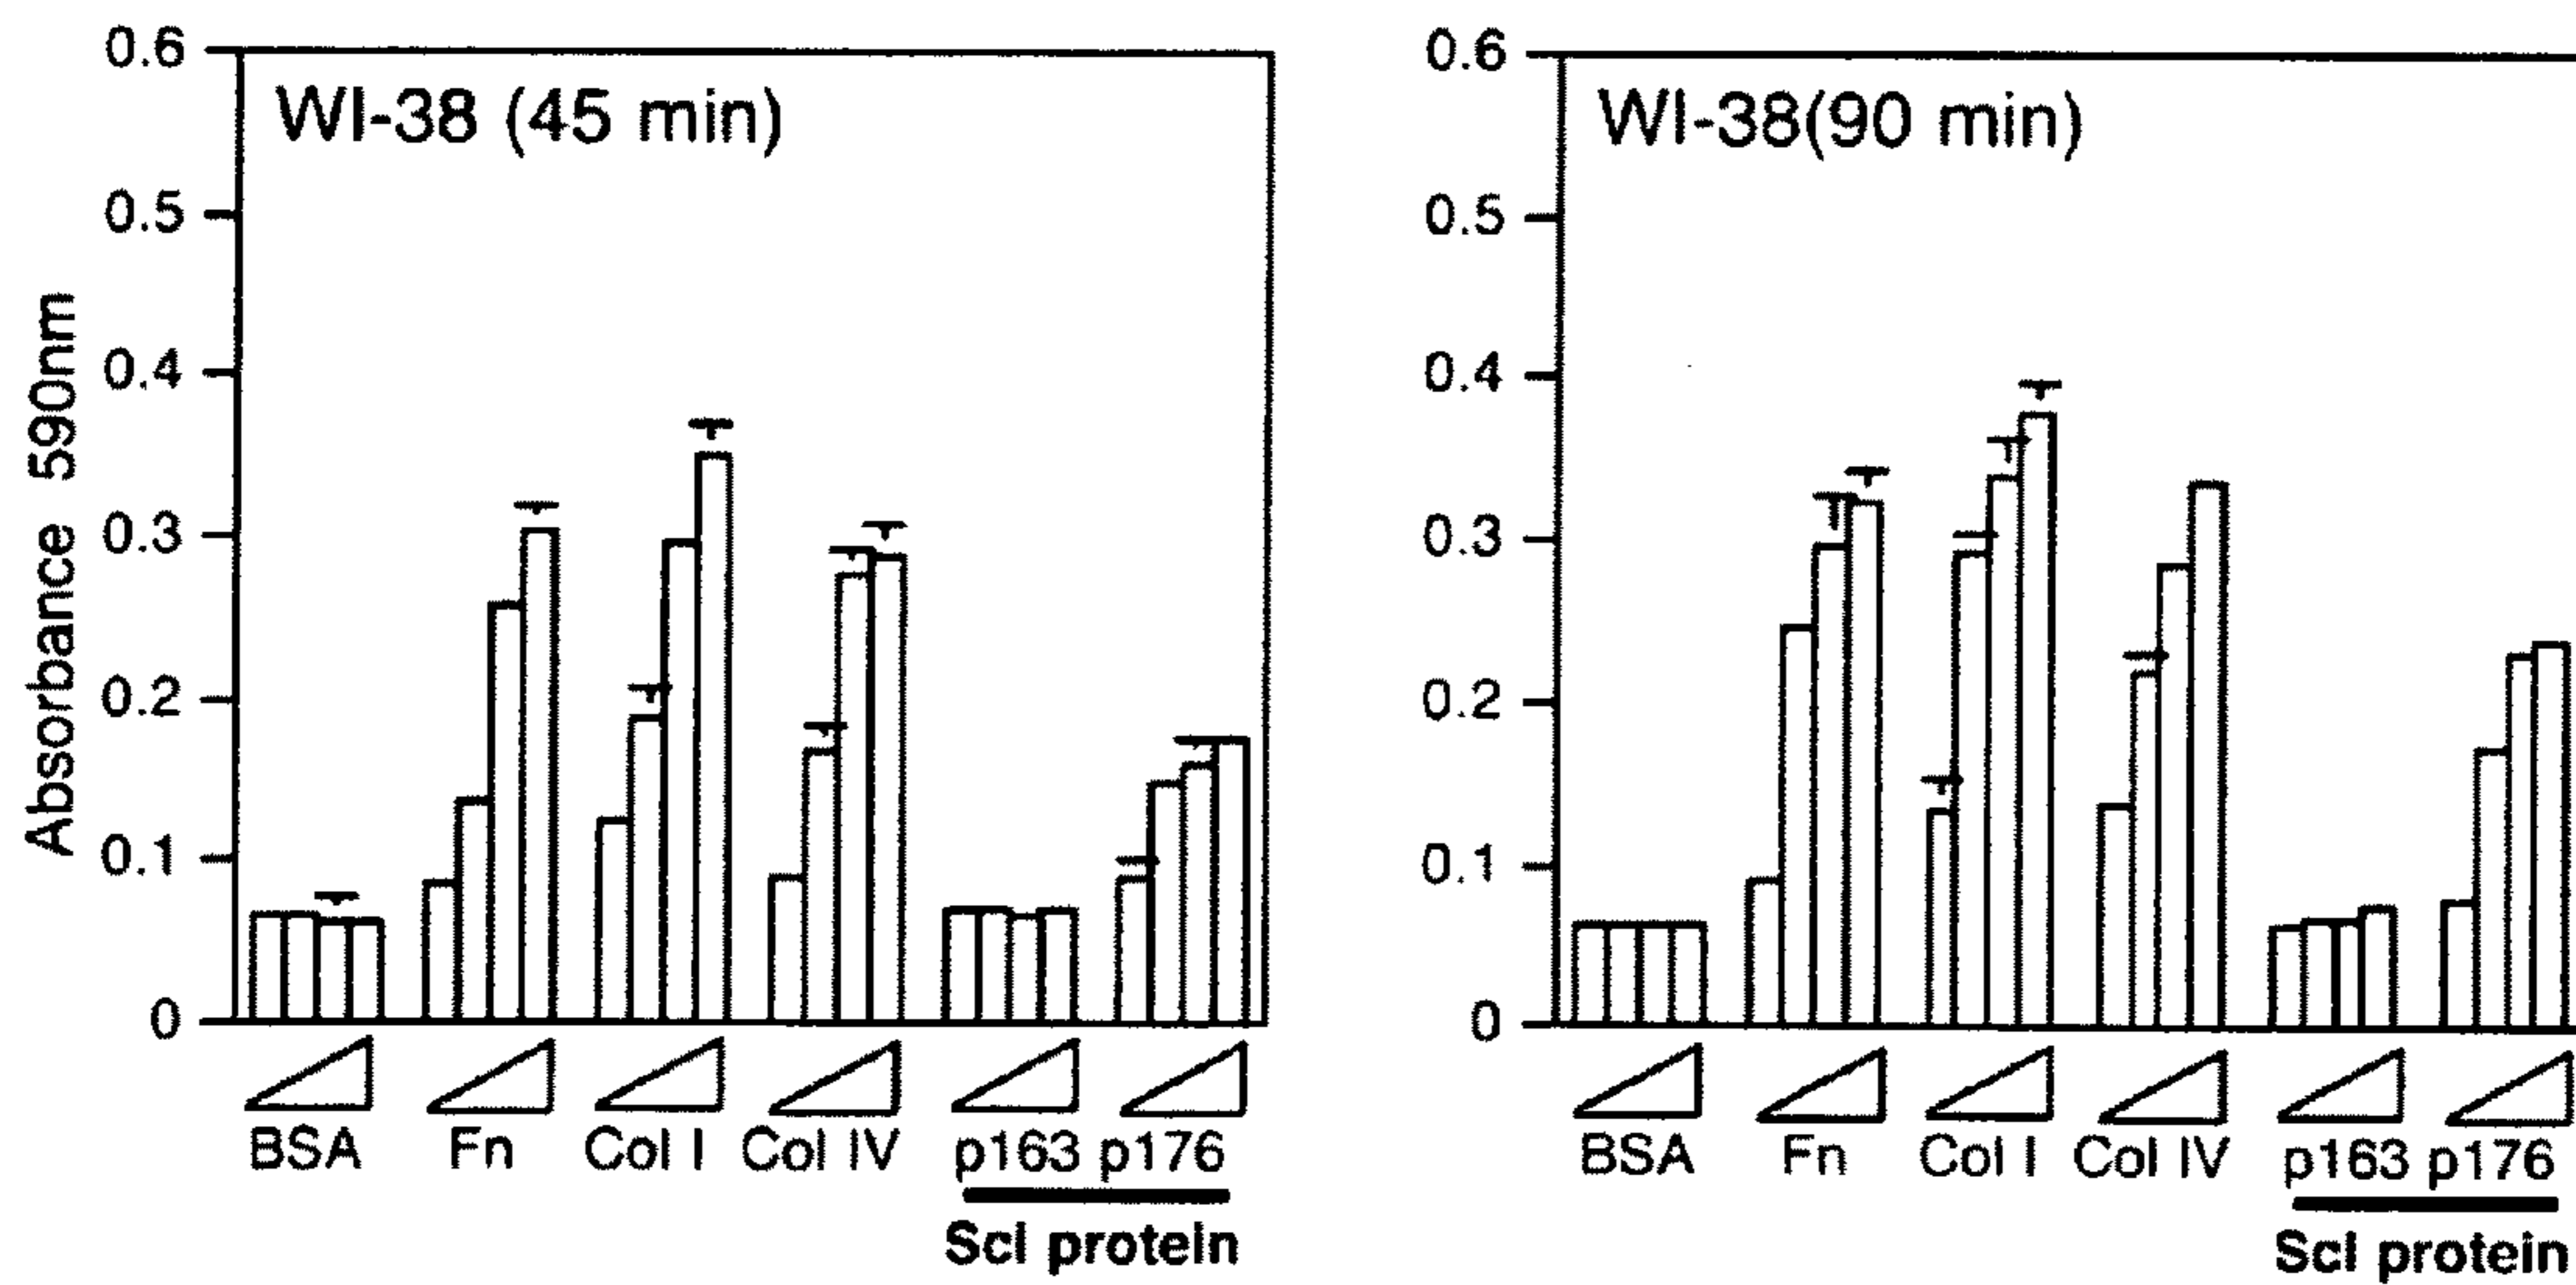 WI-38 (45 min)
Absorbance 590nm
0.6
0.5
0.4
0.3
0.2
0.1
0
BSA Fn Col I Col IV p163 p176
Scl protein
WI-38(90 min)
0.6
0.5
0.4
0.3
0.2
0.1
0
BSA Fn Col I Col IV p163 p176
Scl protein